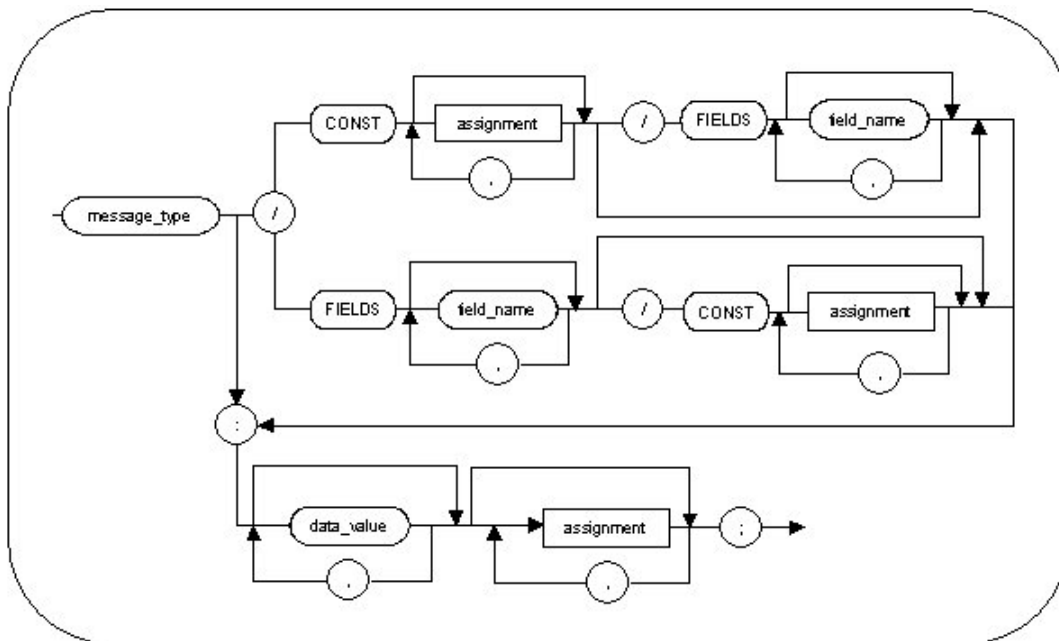 CONST
assignment
/
FIELDS
field_name
,
,
message_type
/
FIELDS
field_name
/
CONST
assignment
,
,
:
data_value
assignment
;
,
,